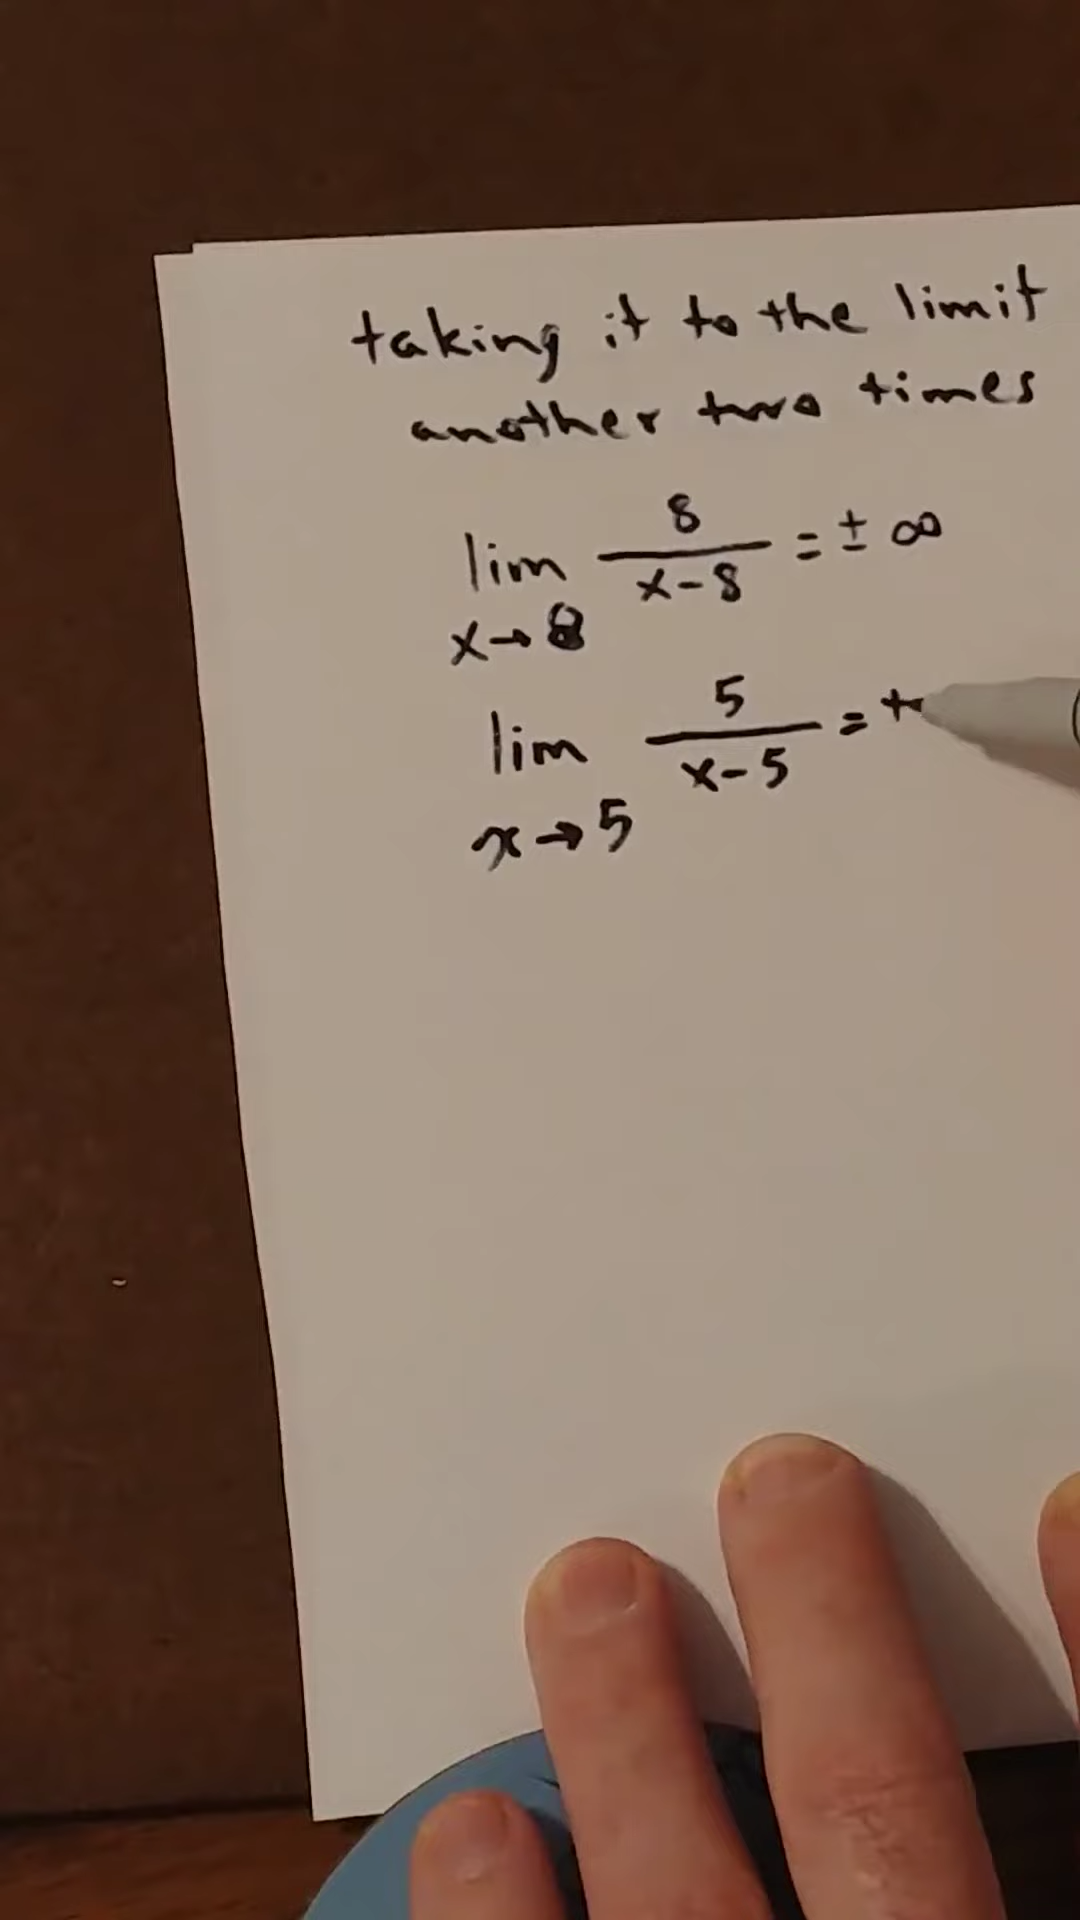 taking it to the limit
another two times
lim 8/(x-8) = ± ∞
x→8
lim 5/(x-5) = +
x→5